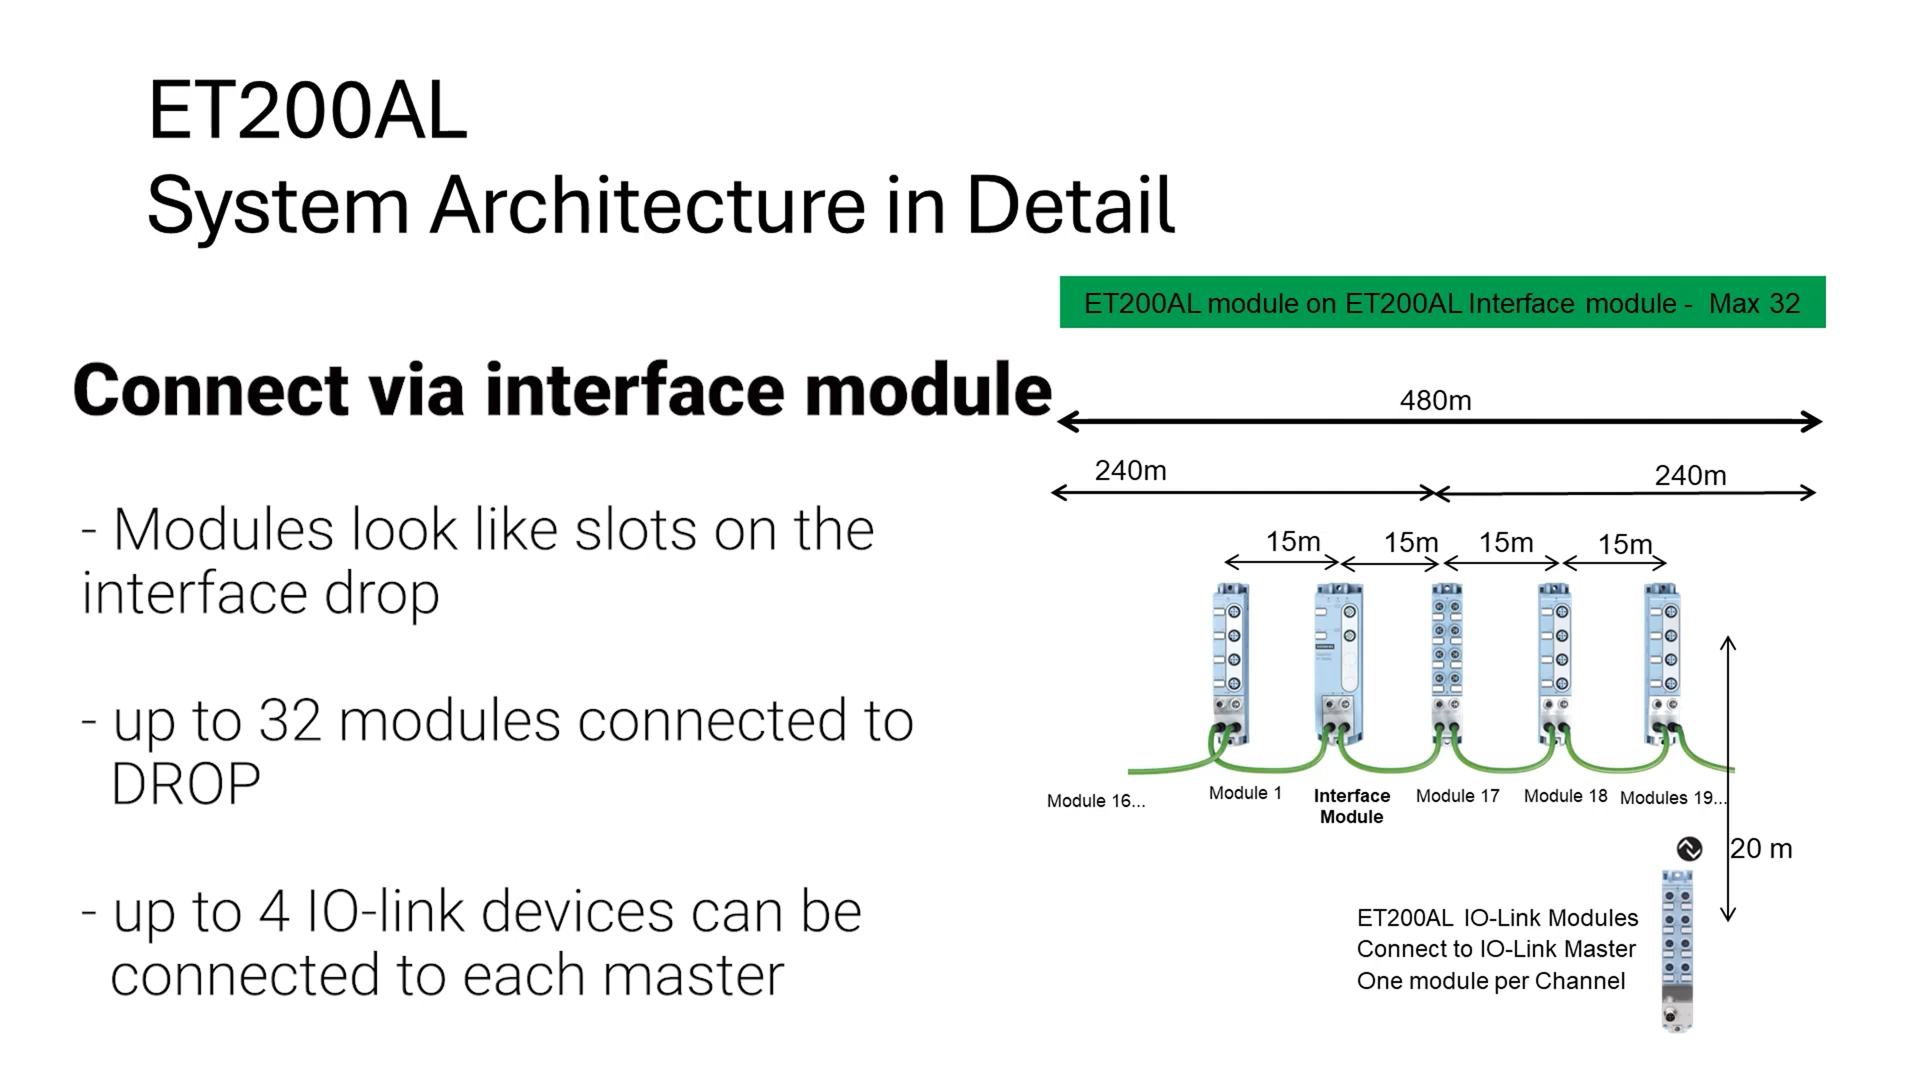 ET200AL
System Architecture in Detail
ET200AL module on ET200AL Interface module - Max 32
Connect via interface module
- Modules look like slots on the
interface drop
- up to 32 modules connected to
DROP
- up to 4 IO-link devices can be
connected to each master
480m
240m
240m
15m
15m
15m
15m
Module 16...
Module 1
Interface
Module
Module 17
Module 18
Modules 19...
20 m
ET200AL IO-Link Modules
Connect to IO-Link Master
One module per Channel